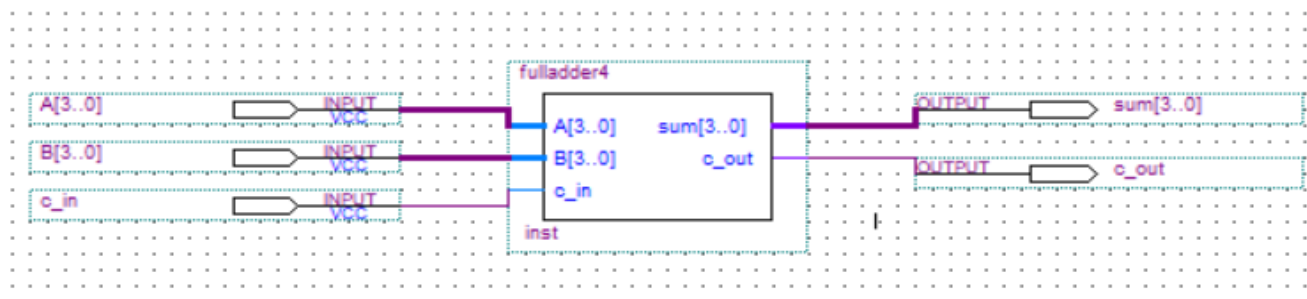 fulladder4
A[3..0] INPUT VCC
B[3..0] INPUT VCC
c_in INPUT VCC
A[3..0] sum[3..0]
B[3..0] c_out
c_in
inst
OUTPUT sum[3..0]
OUTPUT c_out